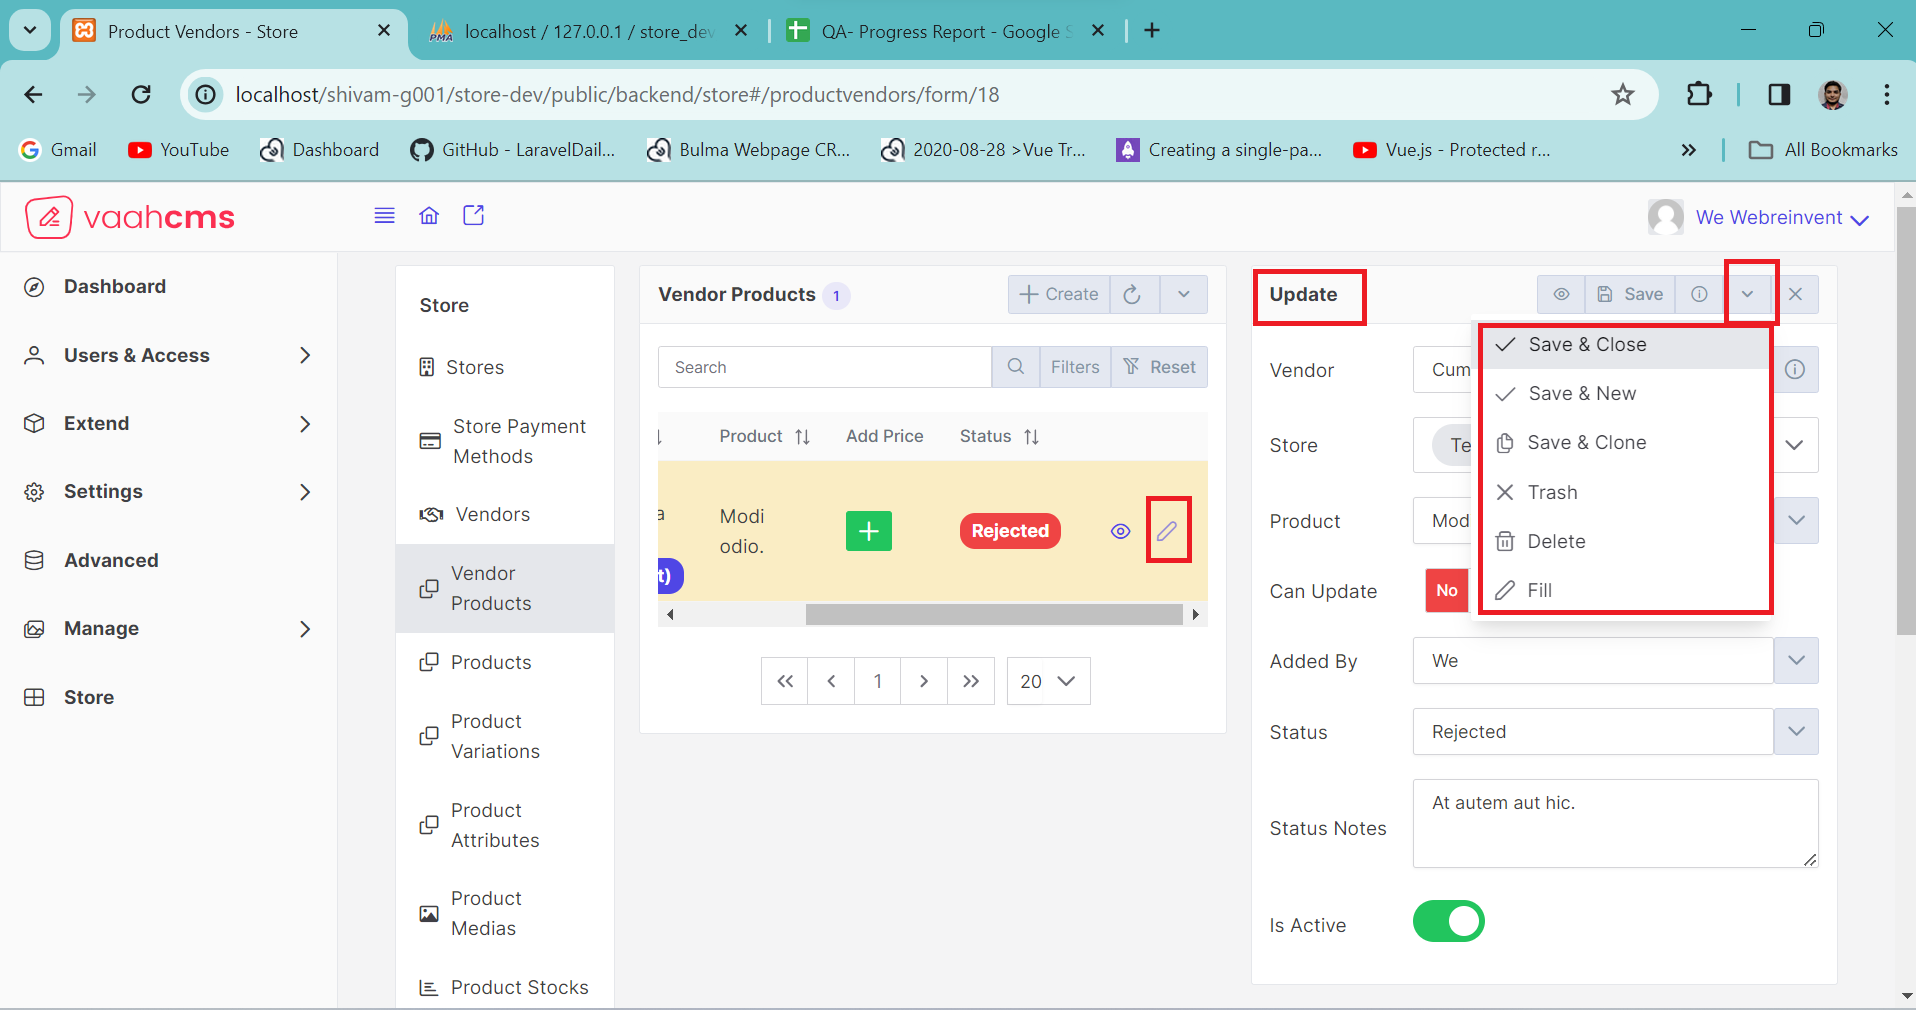 Product Vendors - Store
localhost / 127.0.0.1 / store_dev
QA- Progress Report - Google S
localhost/shivam-g001/store-dev/public/backend/store#/productvendors/form/18
Gmail
YouTube
Dashboard
GitHub - LaravelDail...
Bulma Webpage CR...
2020-08-28 >Vue Tr...
Creating a single-pa...
Vue.js - Protected r...
All Bookmarks
vaahcms
We Webreinvent
Dashboard
Users & Access
Extend
Settings
Advanced
Manage
Store
Store
Stores
Store Payment
Methods
Vendors
Vendor
Products
Products
Product
Variations
Product
Attributes
Product
Medias
Product Stocks
Vendor Products 1
Create
Search
Filters
Reset
Product
Add Price
Status
a
Modi
odio.
Rejected
t)
1
20
Update
Save
Save & Close
Save & New
Save & Clone
Trash
Delete
Fill
Vendor
Cum
Store
Te
Product
Mod
Can Update
No
Added By
We
Status
Rejected
Status Notes
At autem aut hic.
Is Active